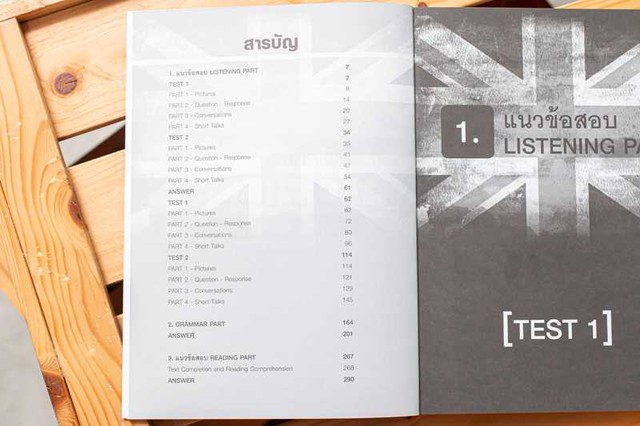 สารบัญ
1. แนวข้อสอบ LISTENING PART 7
TEST 1 7
PART 1 - Pictures 8
PART 2 - Question - Response 14
PART 3 - Conversations 20
PART 4 - Short Talks 27
TEST 2 34
PART 1 - Pictures 35
PART 2 - Question - Response 41
PART 3 - Conversations 47
PART 4 - Short Talks 54
ANSWER 61
TEST 1 62
PART 1 - Pictures 62
PART 2 - Question - Response 72
PART 3 - Conversations 80
PART 4 - Short Talks 96
TEST 2 114
PART 1 - Pictures 114
PART 2 - Question - Response 121
PART 3 - Conversations 129
PART 4 - Short Talks 145
2. GRAMMAR PART 164
ANSWER 201
3. แนวข้อสอบ READING PART 267
Text Completion and Reading Comprehension 268
ANSWER 290
1. แนวข้อสอบ
LISTENING PA
[TEST 1]